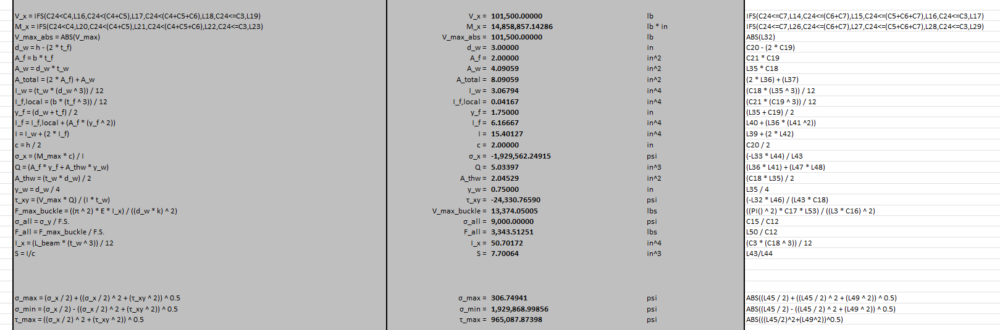 V_x = IFS(C24<C4,L16,C24<(C4+C5),L17,C24<(C4+C5+C6),L18,C24<=C3,L19) V_x = 101,500.00000 lb IFS(C24<=C7,L14,C24<=(C6+C7),L15,C24<=(C5+C6+C7),L16,C24<=C3,L17)
M_x = IFS(C24<C4,L20,C24<(C4+C5),L21,C24<(C4+C5+C6),L22,C24<=C3,L23) M_x = 14,858,857.14286 lb * in IFS(C24<=C7,L26,C24<=(C6+C7),L27,C24<=(C5+C6+C7),L28,C24<=C3,L29)
V_max_abs = ABS(V_max) V_max_abs = 101,500.00000 lb ABS(L32)
d_w = h - (2 * t_f) d_w = 3.00000 in C20 - (2 * C19)
A_f = b * t_f A_f = 2.00000 in^2 C21 * C19
A_w = d_w * t_w A_w = 4.09059 in^2 L35 * C18
A_total = (2 * A_f) + A_w A_total = 8.09059 in^2 (2 * L36) + (L37)
I_w = (t_w * (d_w ^ 3)) / 12 I_w = 3.06794 in^4 (C18 * (L35 ^ 3)) / 12
I_f,local = (b * (t_f ^ 3)) / 12 I_f,local = 0.04167 in^4 (C21 * (C19 ^ 3)) / 12
y_f = (d_w + t_f) / 2 y_f = 1.75000 in (L35 + C19) / 2
I_f = I_f,local + (A_f * (y_f ^ 2)) I_f = 6.16667 in^4 L40 + (L36 * (L41 ^2))
I = I_w + (2 * I_f) I = 15.40127 in^4 L39 + (2 * L42)
c = h / 2 c = 2.00000 in C20 / 2
σ_x = (M_max * c) / I σ_x = -1,929,562.24915 psi (-L33 * L44) / L43
Q = (A_f * y_f + A_thw * y_w) Q = 5.03397 in^3 (L36 * L41) + (L47 * L48)
A_thw = (t_w * d_w) / 2 A_thw = 2.04529 in^2 (C18 * L35) / 2
y_w = d_w / 4 y_w = 0.75000 in L35 / 4
τ_xy = (V_max * Q) / (I * t_w) τ_xy = -24,330.76590 psi (-L32 * L46) / (L43 * C18)
F_max_buckle = ((π ^ 2) * E * I_x) / ((d_w * k) ^ 2) V_max_buckle = 13,374.05005 lbs ((PI() ^ 2) * C17 * L53) / ((L3 * C16) ^ 2)
σ_all = σ_y / F.S. σ_all = 9,000.00000 psi C15 / C12
F_all = F_max_buckle / F.S. F_all = 3,343.51251 lbs L50 / C12
I_x = (L_beam * (t_w ^ 3)) / 12 I_x = 50.70172 in^4 (C3 * (C18 ^ 3)) / 12
S = I/c S = 7.70064 in^3 L43/L44
σ_max = (σ_x / 2) + ((σ_x / 2) ^ 2 + (τ_xy ^ 2)) ^ 0.5 σ_max = 306.74941 psi ABS((L45 / 2) + ((L45 / 2) ^ 2 + (L49 ^ 2)) ^ 0.5)
σ_min = (σ_x / 2) - ((σ_x / 2) ^ 2 + (τ_xy ^ 2)) ^ 0.5 σ_min = 1,929,868.99856 psi ABS((L45 / 2) - ((L45 / 2) ^ 2 + (L49 ^ 2)) ^ 0.5)
τ_max = ((σ_x / 2) ^ 2 + (τ_xy ^ 2)) ^ 0.5 τ_max = 965,087.87398 psi ABS(((L45/2)^2+(L49^2))^0.5)